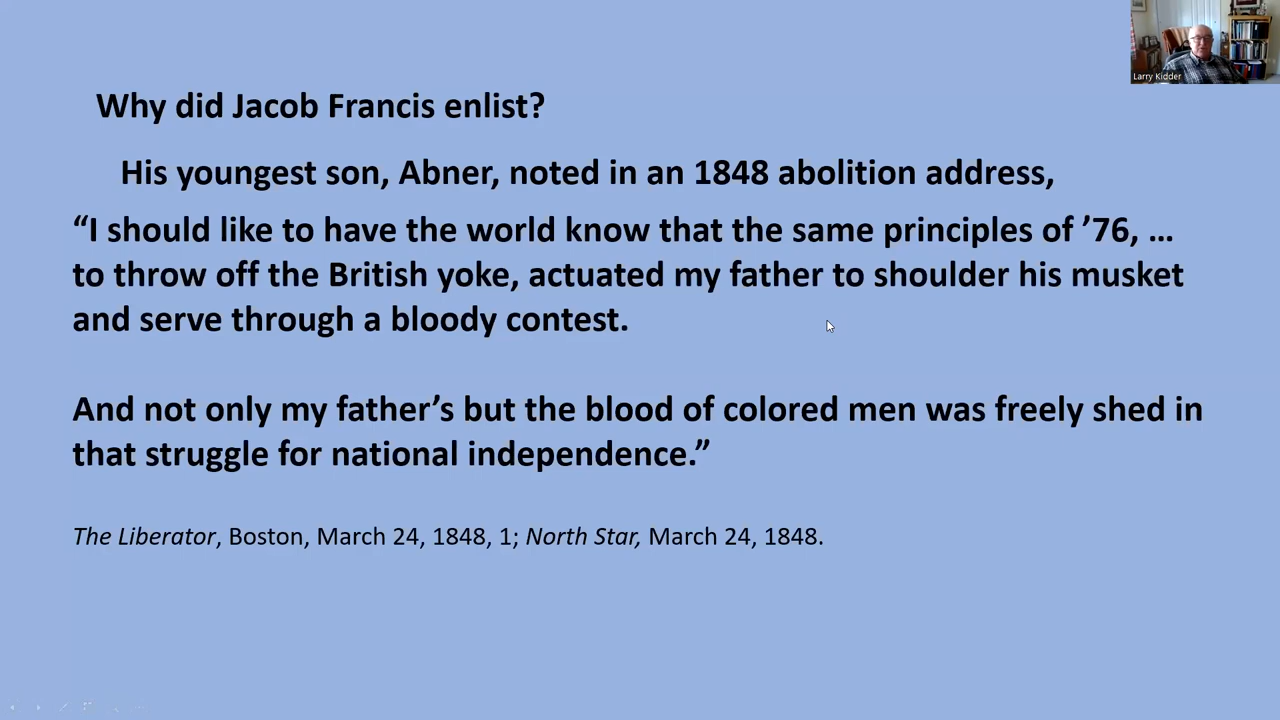 Larry Kidder
Why did Jacob Francis enlist?
His youngest son, Abner, noted in an 1848 abolition address,
“I should like to have the world know that the same principles of ’76, …
to throw off the British yoke, actuated my father to shoulder his musket
and serve through a bloody contest.
And not only my father’s but the blood of colored men was freely shed in
that struggle for national independence.”
The Liberator, Boston, March 24, 1848, 1; North Star, March 24, 1848.